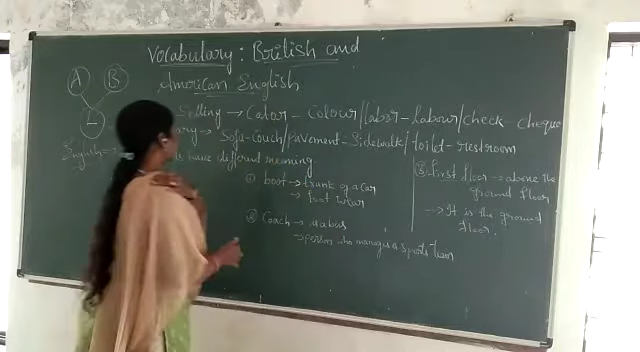 Vocabulary : British and
American English
A
B
L
English
Spelling → Color - Colour/labor - labour/check - cheque
Sofa - couch/pavement - sidewalk/toilet - restroom
have different meaning.
① boot → trunk of a car
→ foot wear
② Coach → a bus
→ person who manages a sports team
③ First floor → above the
ground floor
→ It is the ground
floor.